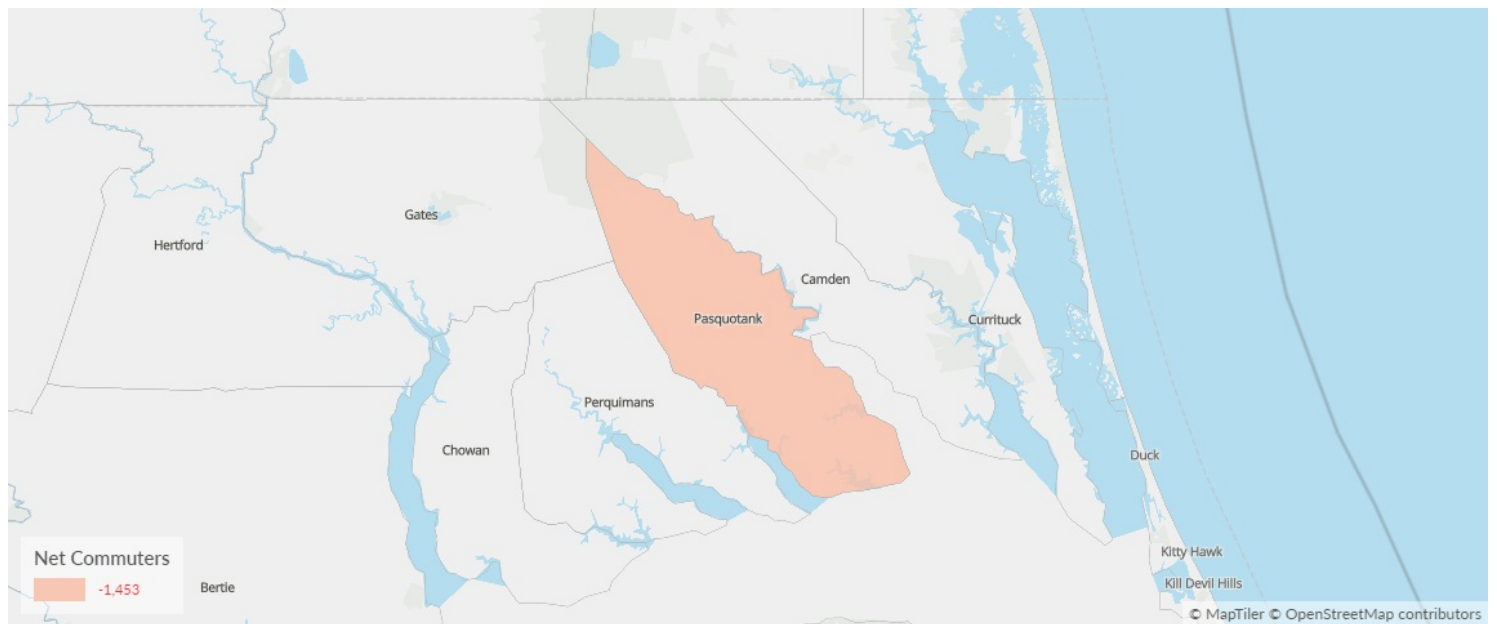 Gates
Hertford
Camden
Pasquotank
Currituck
Perquimans
Chowan
Duck
Net Commuters
-1,453
Bertie
Kitty Hawk
Kill Devil Hills
© MapTiler © OpenStreetMap contributors